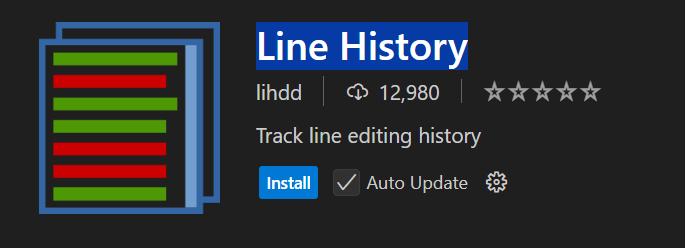 Line History
lihdd 12,980
Track line editing history
Install Auto Update